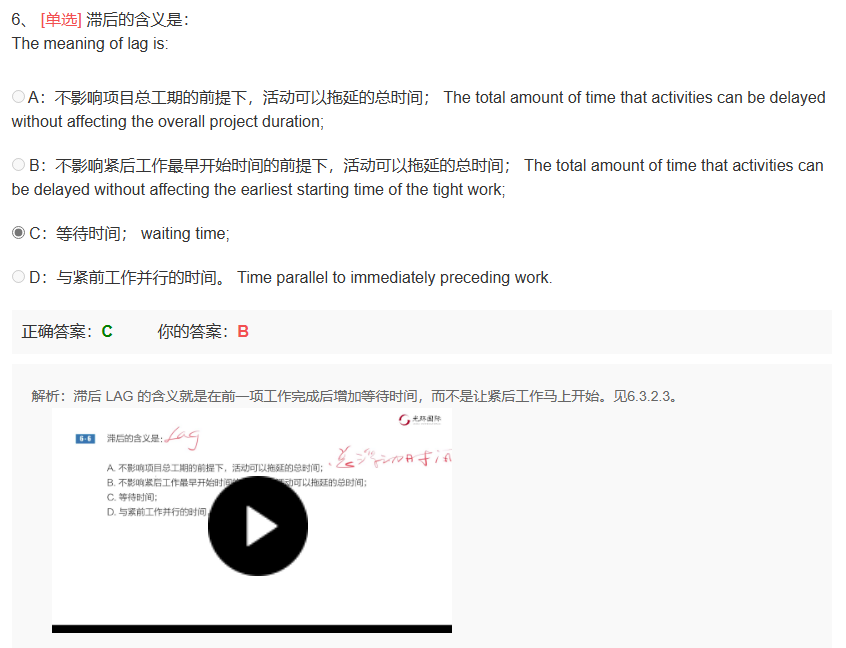 6、 [单选] 滞后的含义是：
The meaning of lag is:
A：不影响项目总工期的前提下，活动可以拖延的总时间； The total amount of time that activities can be delayed
without affecting the overall project duration;
B：不影响紧后工作最早开始时间的前提下，活动可以拖延的总时间； The total amount of time that activities can
be delayed without affecting the earliest starting time of the tight work;
C：等待时间； waiting time;
D：与紧前工作并行的时间。 Time parallel to immediately preceding work.
正确答案：C 你的答案：B
解析：滞后 LAG 的含义就是在前一项工作完成后增加等待时间，而不是让紧后工作马上开始。见6.3.2.3。
光环国际
6-6 滞后的含义是: Lag
A. 不影响项目总工期的前提下，活动可以拖延的总时间;
B. 不影响紧后工作最早开始时间 活动可以拖延的总时间;
C. 等待时间;
D. 与紧前工作并行的时间